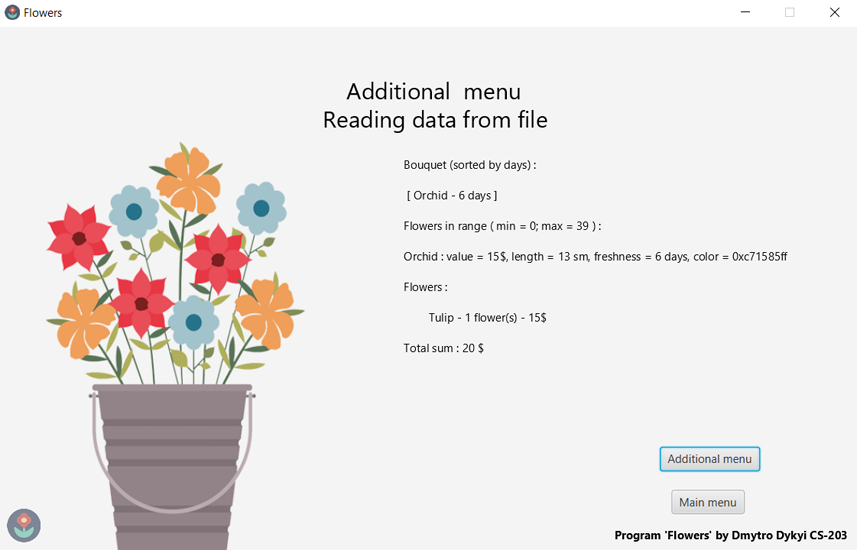 Flowers
Additional  menu
Reading data from file
Bouquet (sorted by days) :
[ Orchid - 6 days ]
Flowers in range ( min = 0; max = 39 ) :
Orchid : value = 15$, length = 13 sm, freshness = 6 days, color = 0xc71585ff
Flowers :
Tulip - 1 flower(s) - 15$
Total sum : 20 $
Additional menu
Main menu
Program 'Flowers' by Dmytro Dykyi CS-203